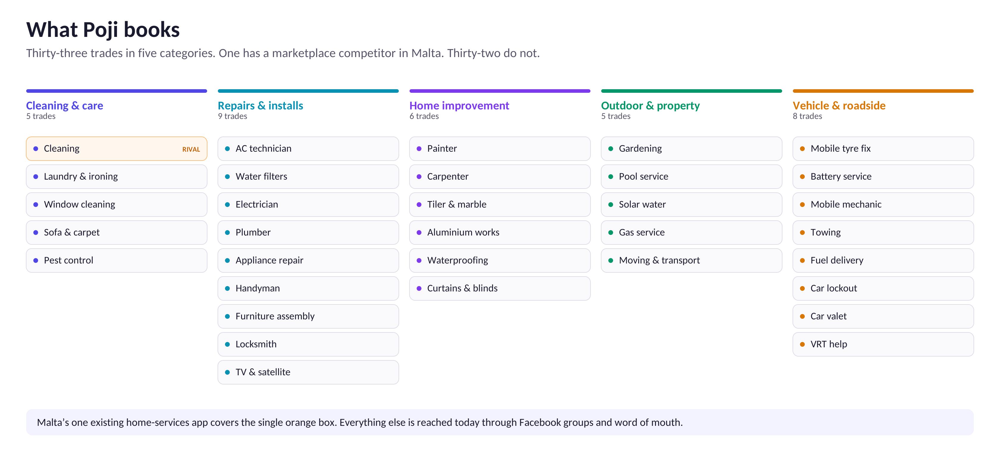 What Poji books
Thirty-three trades in five categories. One has a marketplace competitor in Malta. Thirty-two do not.
Cleaning & care
5 trades
Cleaning
RIVAL
Laundry & ironing
Window cleaning
Sofa & carpet
Pest control
Repairs & installs
9 trades
AC technician
Water filters
Electrician
Plumber
Appliance repair
Handyman
Furniture assembly
Locksmith
TV & satellite
Home improvement
6 trades
Painter
Carpenter
Tiler & marble
Aluminium works
Waterproofing
Curtains & blinds
Outdoor & property
5 trades
Gardening
Pool service
Solar water
Gas service
Moving & transport
Vehicle & roadside
8 trades
Mobile tyre fix
Battery service
Mobile mechanic
Towing
Fuel delivery
Car lockout
Car valet
VRT help
Malta’s one existing home-services app covers the single orange box. Everything else is reached today through Facebook groups and word of mouth.